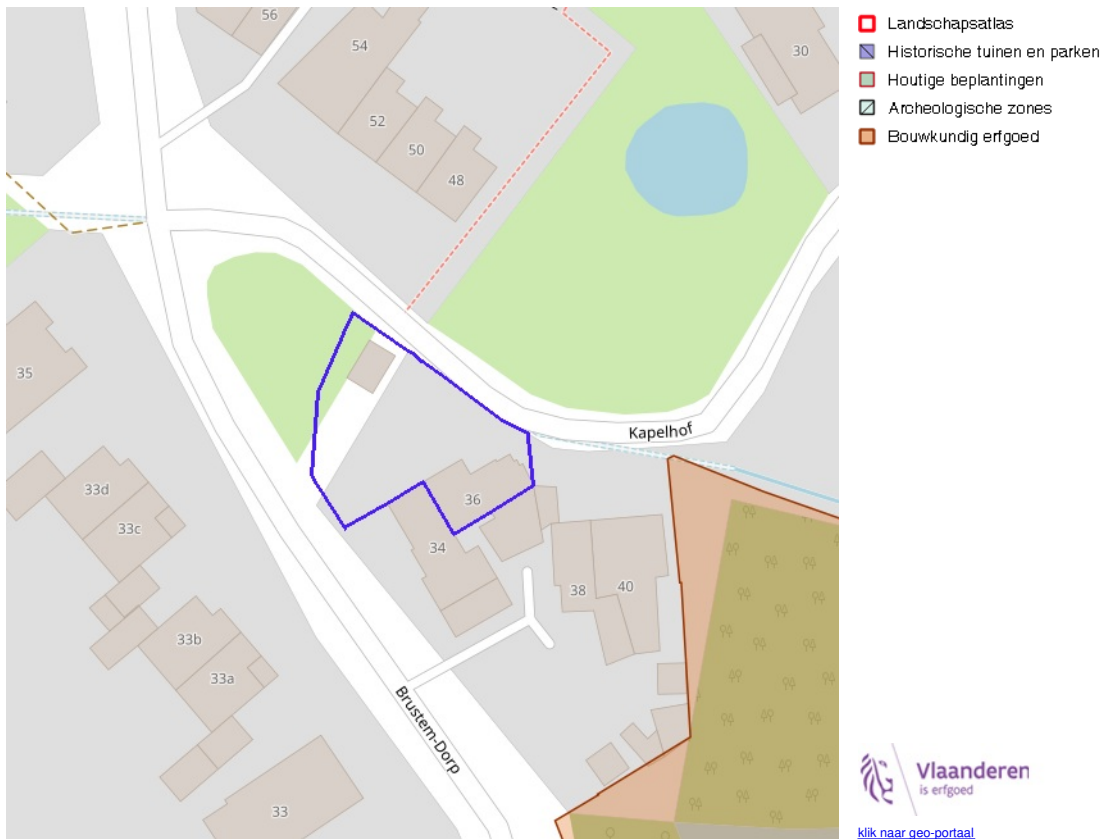 56
54
30
52
50
48
35
Kapelhof
33d
36
33c
34
38
40
33b
33a
Brustem-Dorp
33
Landschapsatlas
Historische tuinen en parken
Houtige beplantingen
Archeologische zones
Bouwkundig erfgoed
Vlaanderen
is erfgoed
klik naar geo-portaal